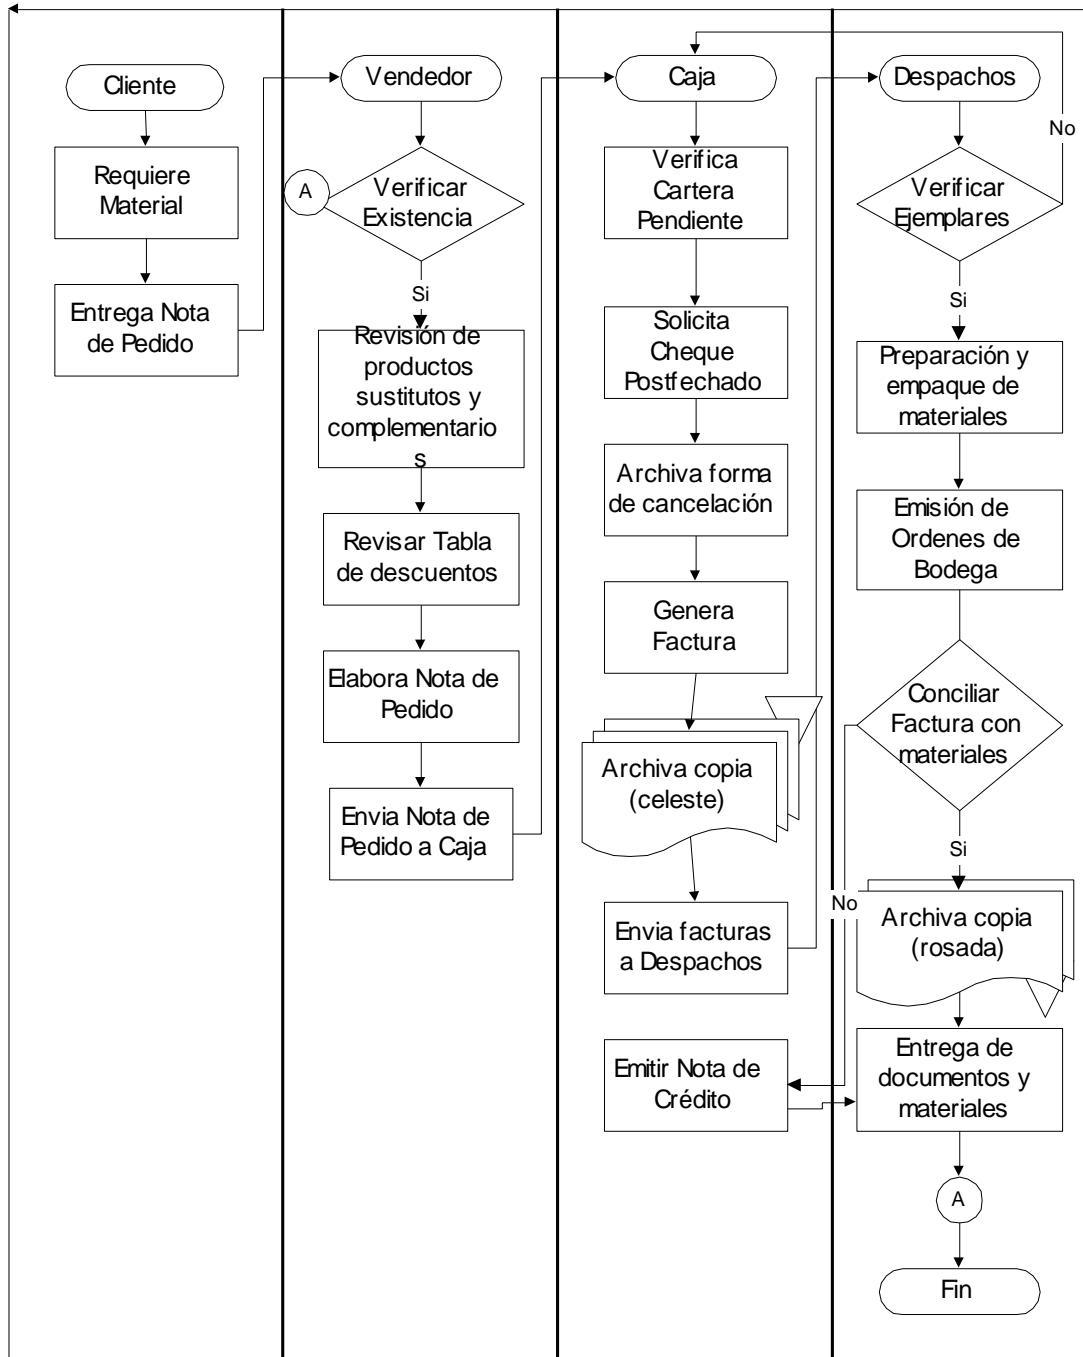 Cliente
Requiere
Material
Entrega Nota
de Pedido
Vendedor
A
Verificar
Existencia
Si
Revisión de
productos
sustitutos y
complementario
s
Revisar Tabla
de descuentos
Elabora Nota de
Pedido
Envia Nota de
Pedido a Caja
Caja
Verifica
Cartera
Pendiente
Solicita
Cheque
Postfechado
Archiva forma
de cancelación
Genera
Factura
Archiva copia
(celeste)
Envia facturas
a Despachos
Emitir Nota de
Crédito
Despachos
No
Verificar
Ejemplares
Si
Preparación y
empaque de
materiales
Emisión de
Ordenes de
Bodega
Conciliar
Factura con
materiales
Si
No
Archiva copia
(rosada)
Entrega de
documentos y
materiales
A
Fin